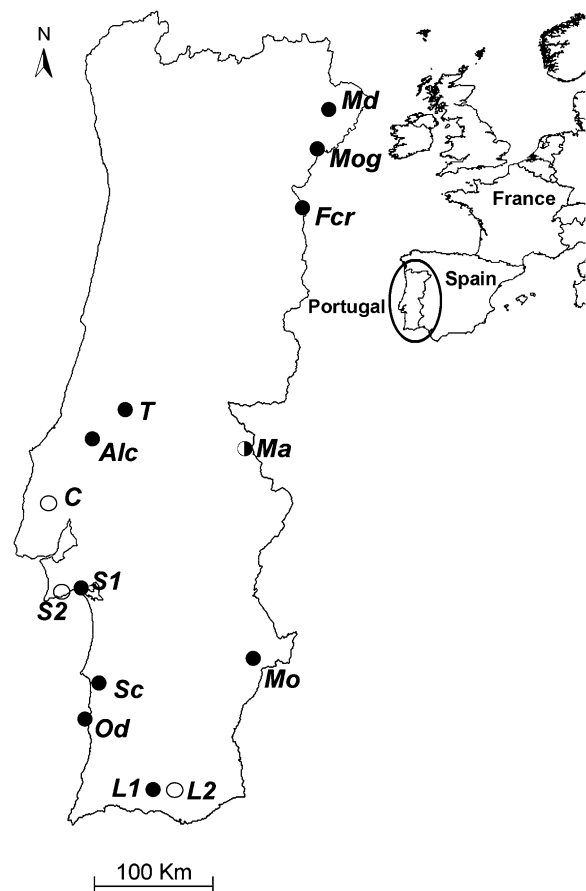 N
Md
Mog
Fcr
France
Spain
Portugal
T
Alc
Ma
C
S1
S2
Mo
Sc
Od
L1
L2
100 Km